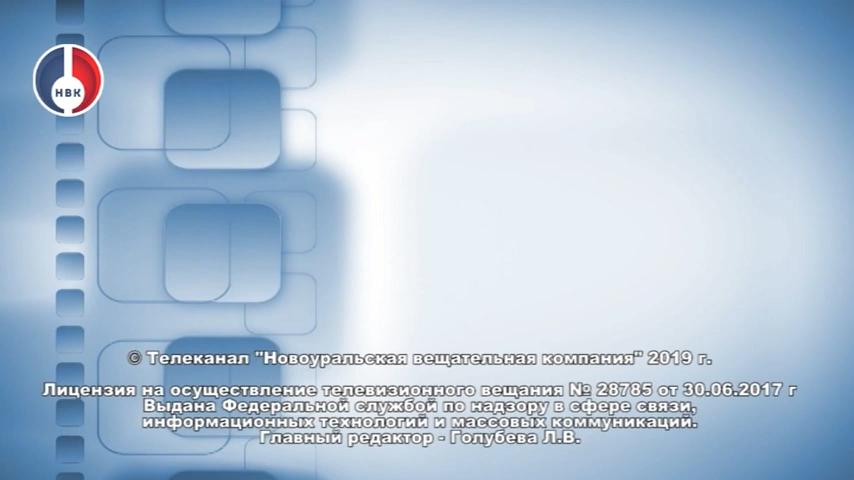 НВК
© Телеканал "Новоуральская вещательная компания" 2019 г.
Лицензия на осуществление телевизионного вещания № 28785 от 30.06.2017 г
Выдана Федеральной службой по надзору в сфере связи,
информационных технологий и массовых коммуникаций.
Главный редактор - Голубева Л.В.